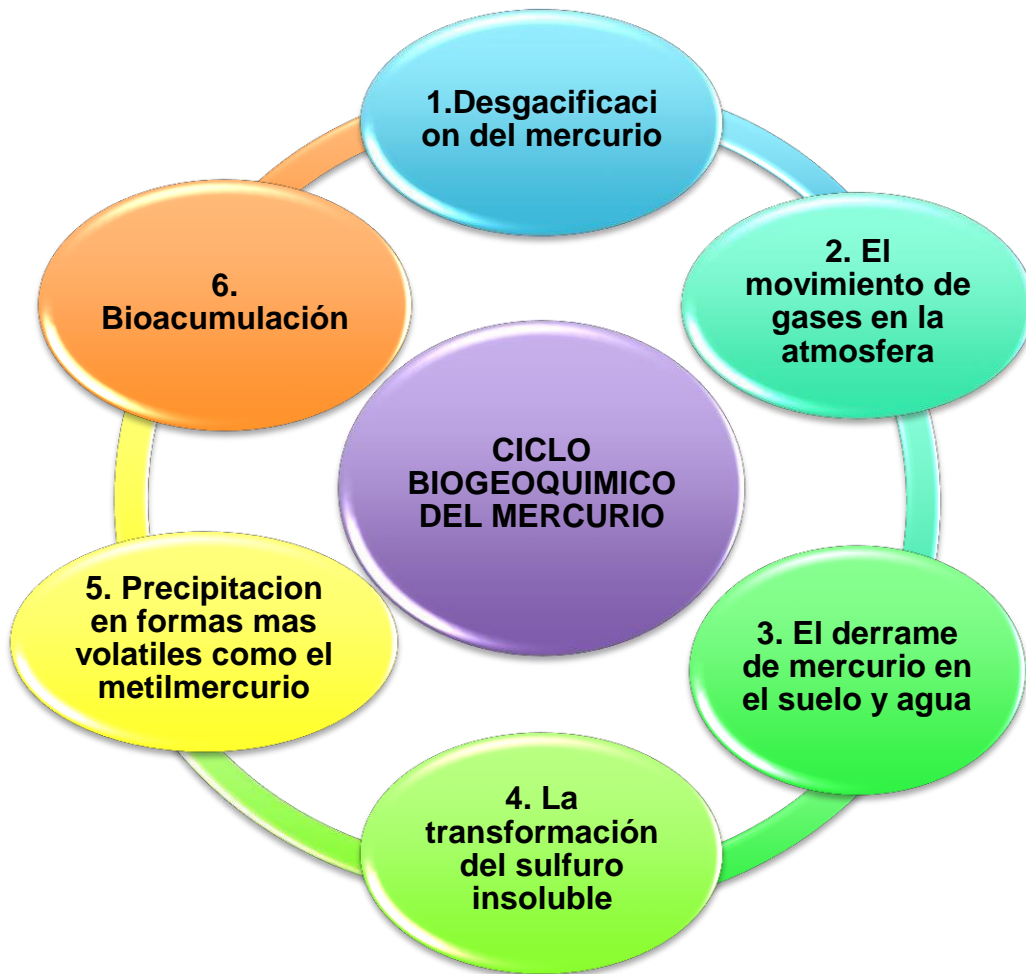 1.Desgacificaci
on del mercurio
2. El
movimiento de
gases en la
atmosfera
3. El derrame
de mercurio en
el suelo y agua
4. La
transformación
del sulfuro
insoluble
5. Precipitacion
en formas mas
volatiles como el
metilmercurio
6.
Bioacumulación
CICLO
BIOGEOQUIMICO
DEL MERCURIO